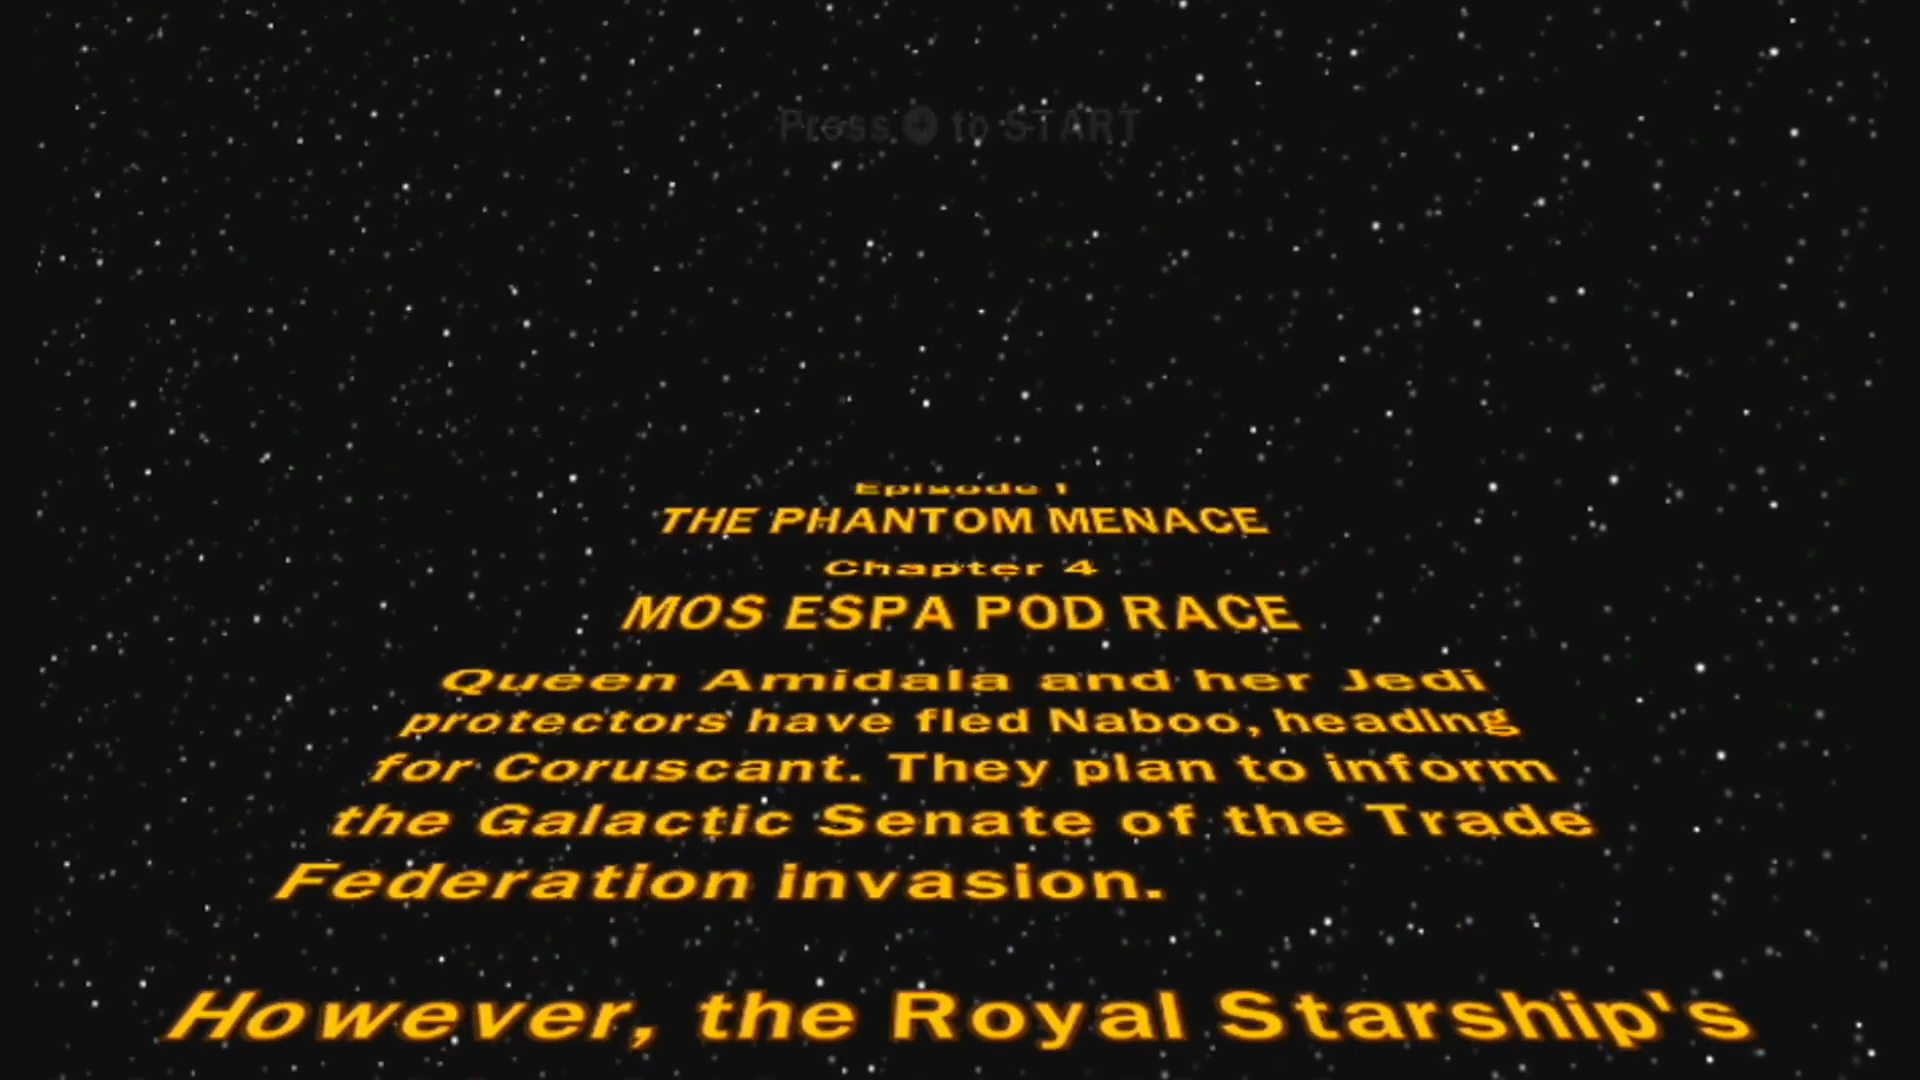 Press + to START
Episode 1
THE PHANTOM MENACE
Chapter 4
MOS ESPA POD RACE
Queen Amidala and her Jedi
protectors have fled Naboo, heading
for Coruscant. They plan to inform
the Galactic Senate of the Trade
Federation invasion.
However, the Royal Starship's